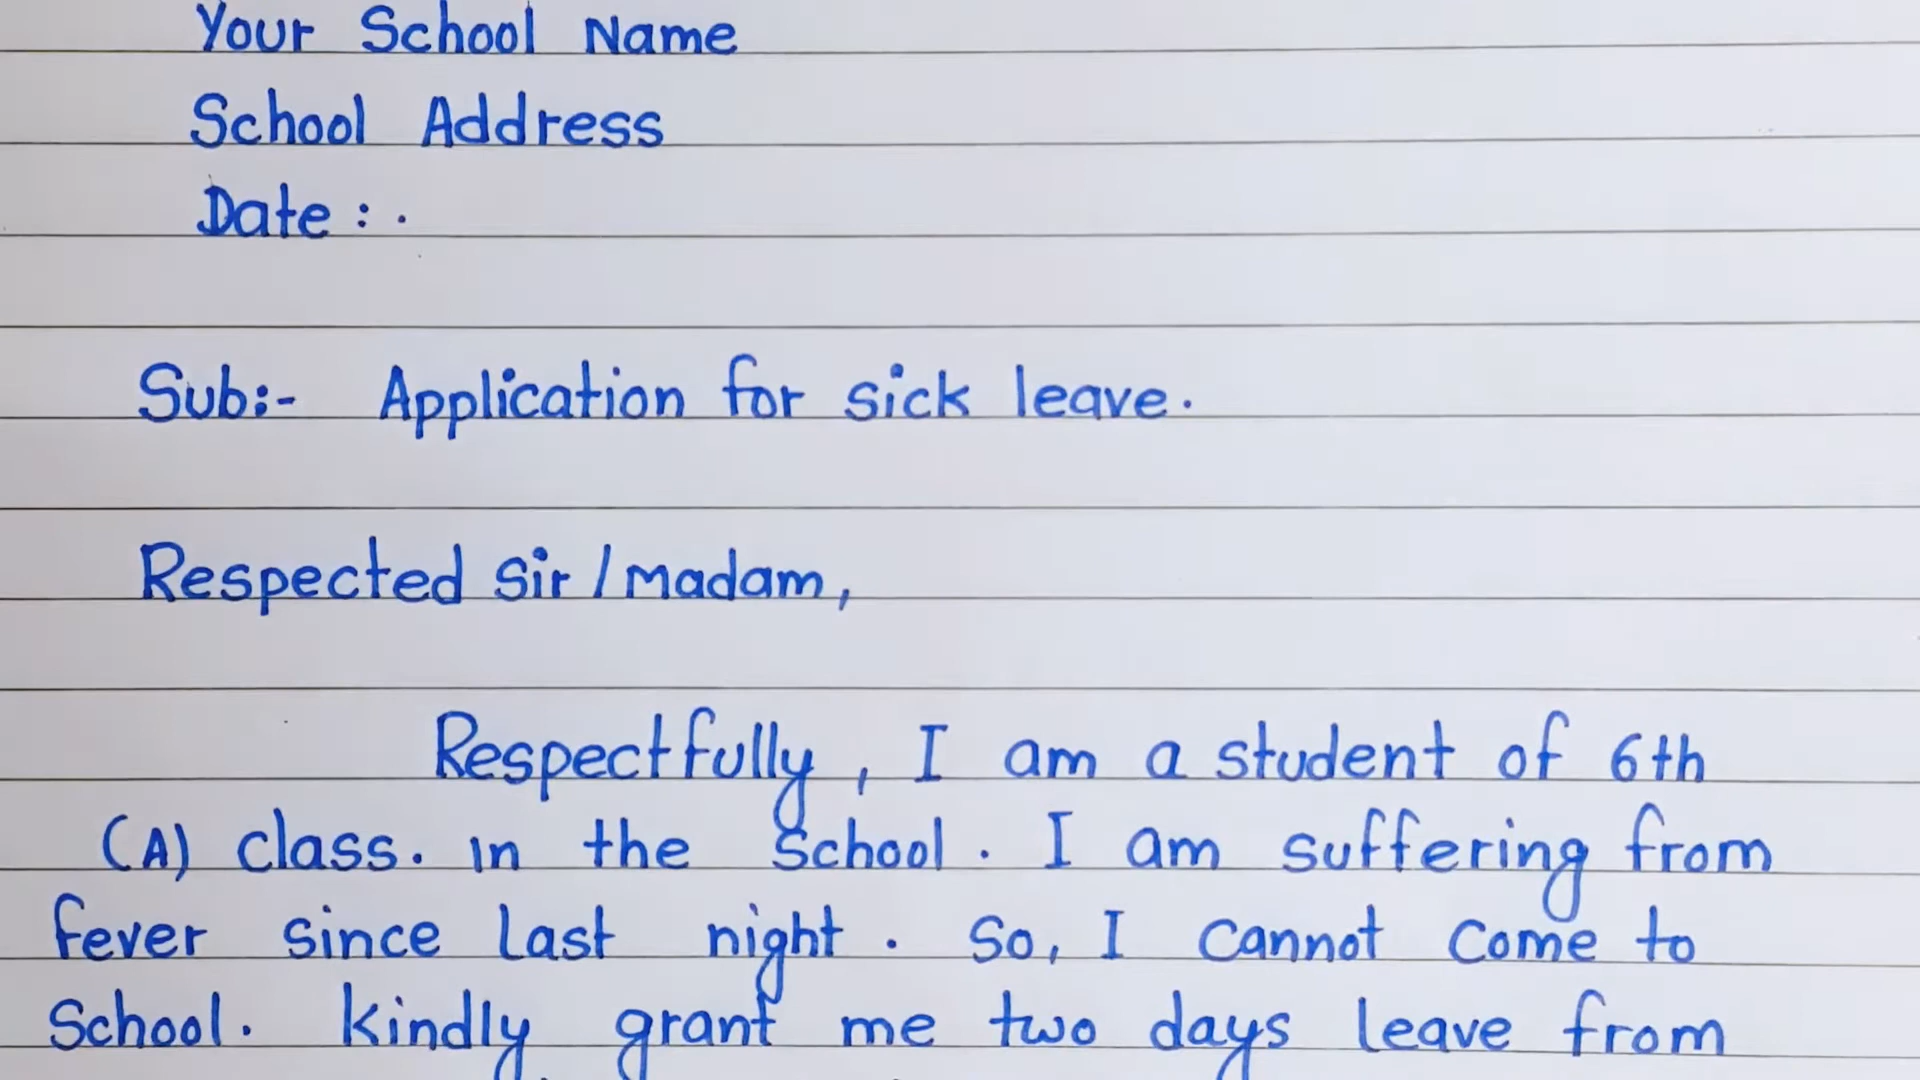 Your School Name
School Address
Date : .
Sub:- Application for sick leave.
Respected Sir / Madam,
Respectfully, I am a student of 6th
(A) class. in the School. I am suffering from
fever since last night. So, I cannot come to
School. kindly grant me two days leave from